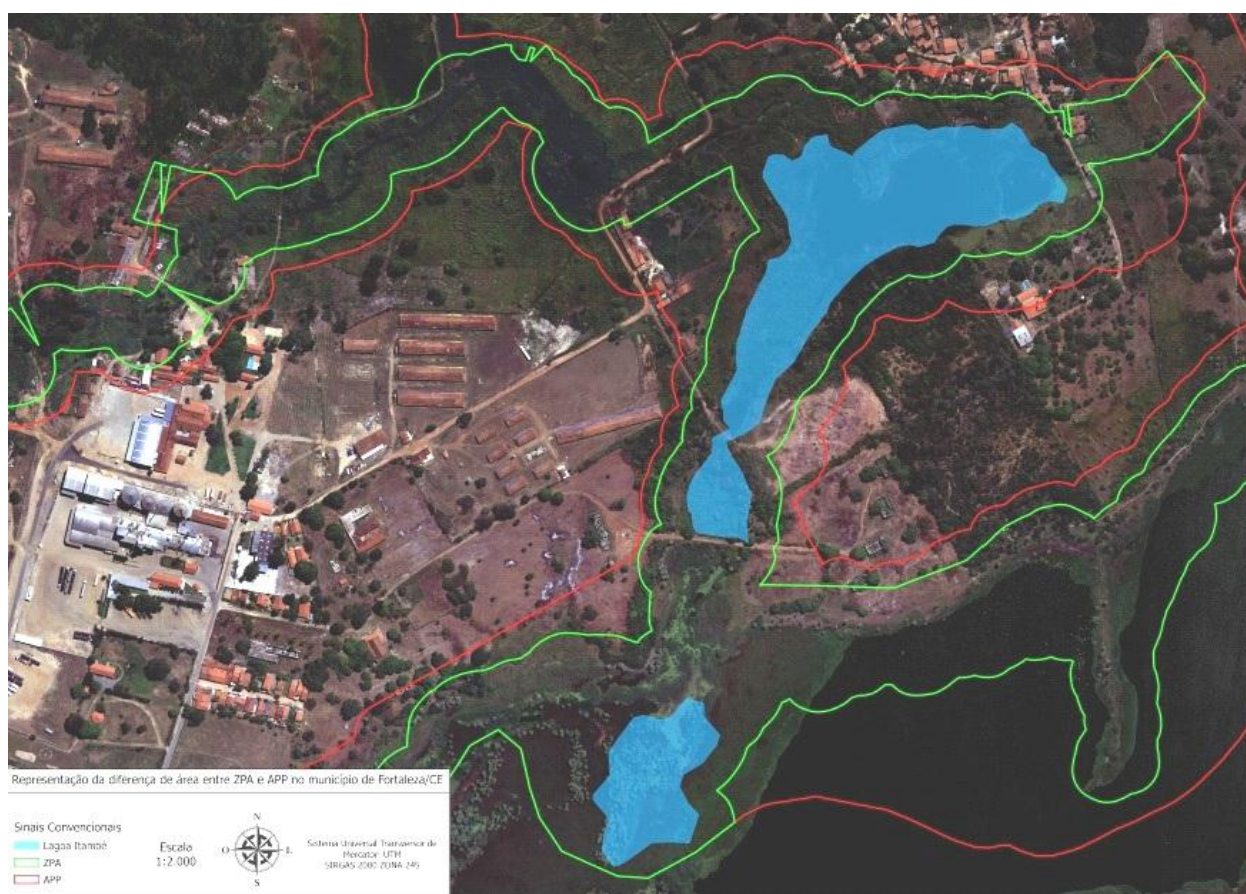 Representação da diferença de área entre ZPA e APP no município de Fortaleza/CE
Sinais Convencionais
Lagoa Itambé
ZPA
APP
Escala
1:2.000
N
O
L
S
Sistema Universal Transversor de
Mercator- UTM
SIRGAS 2000 ZONA 24S